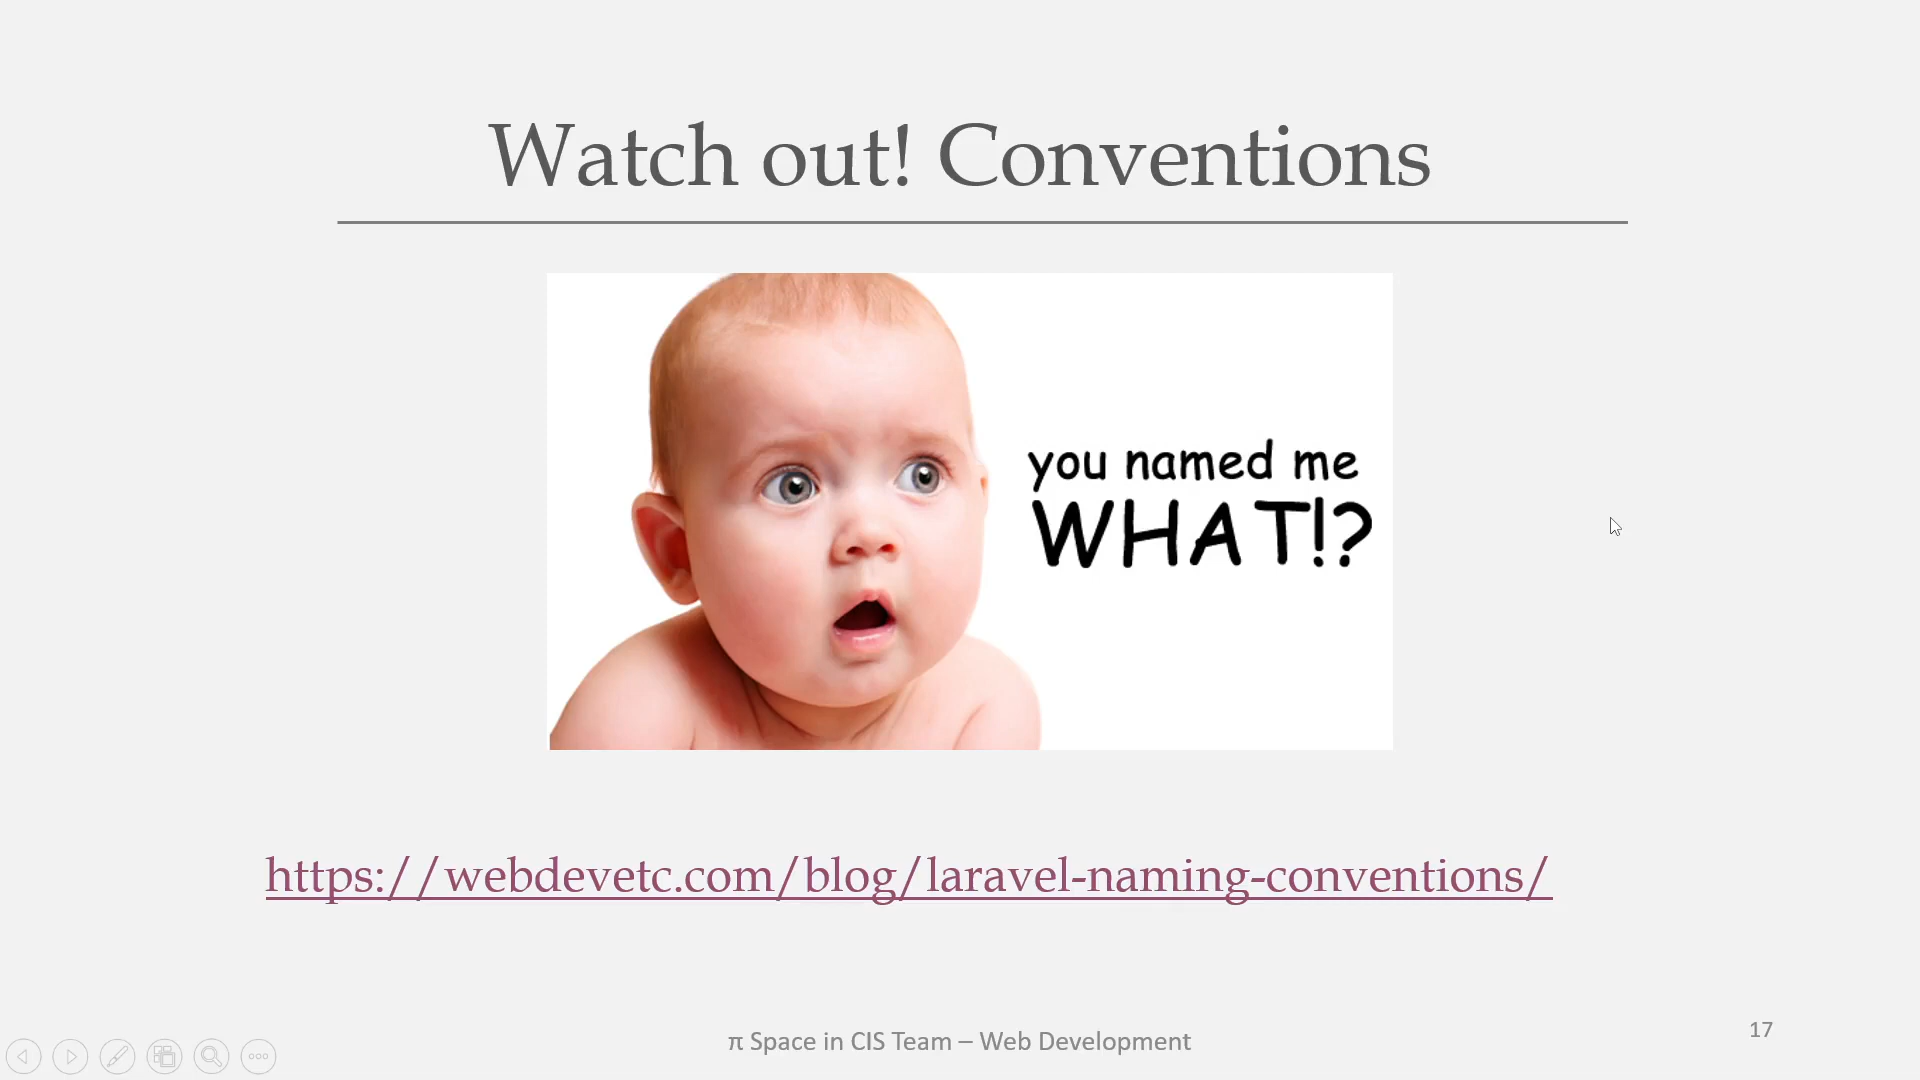 Watch out! Conventions
you named me
WHAT!?
https://webdevetc.com/blog/laravel-naming-conventions/
π Space in CIS Team – Web Development
17